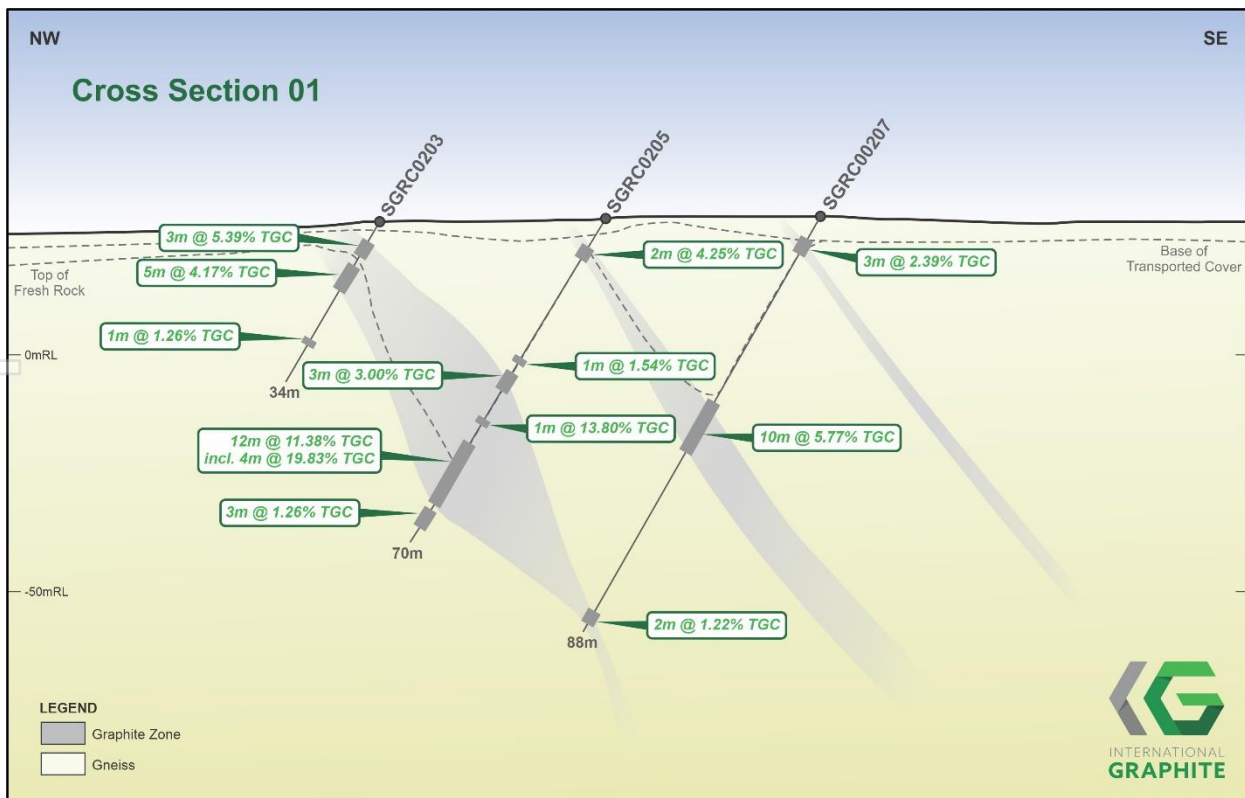 NW
SE
Cross Section 01
SGRC0203
SGRC0205
SGRC00207
3m @ 5.39% TGC
2m @ 4.25% TGC
3m @ 2.39% TGC
Base of
Transported Cover
5m @ 4.17% TGC
Top of
Fresh Rock
1m @ 1.26% TGC
0mRL
3m @ 3.00% TGC
1m @ 1.54% TGC
34m
12m @ 11.38% TGC
incl. 4m @ 19.83% TGC
1m @ 13.80% TGC
10m @ 5.77% TGC
3m @ 1.26% TGC
70m
-50mRL
2m @ 1.22% TGC
88m
LEGEND
Graphite Zone
Gneiss
INTERNATIONAL
GRAPHITE